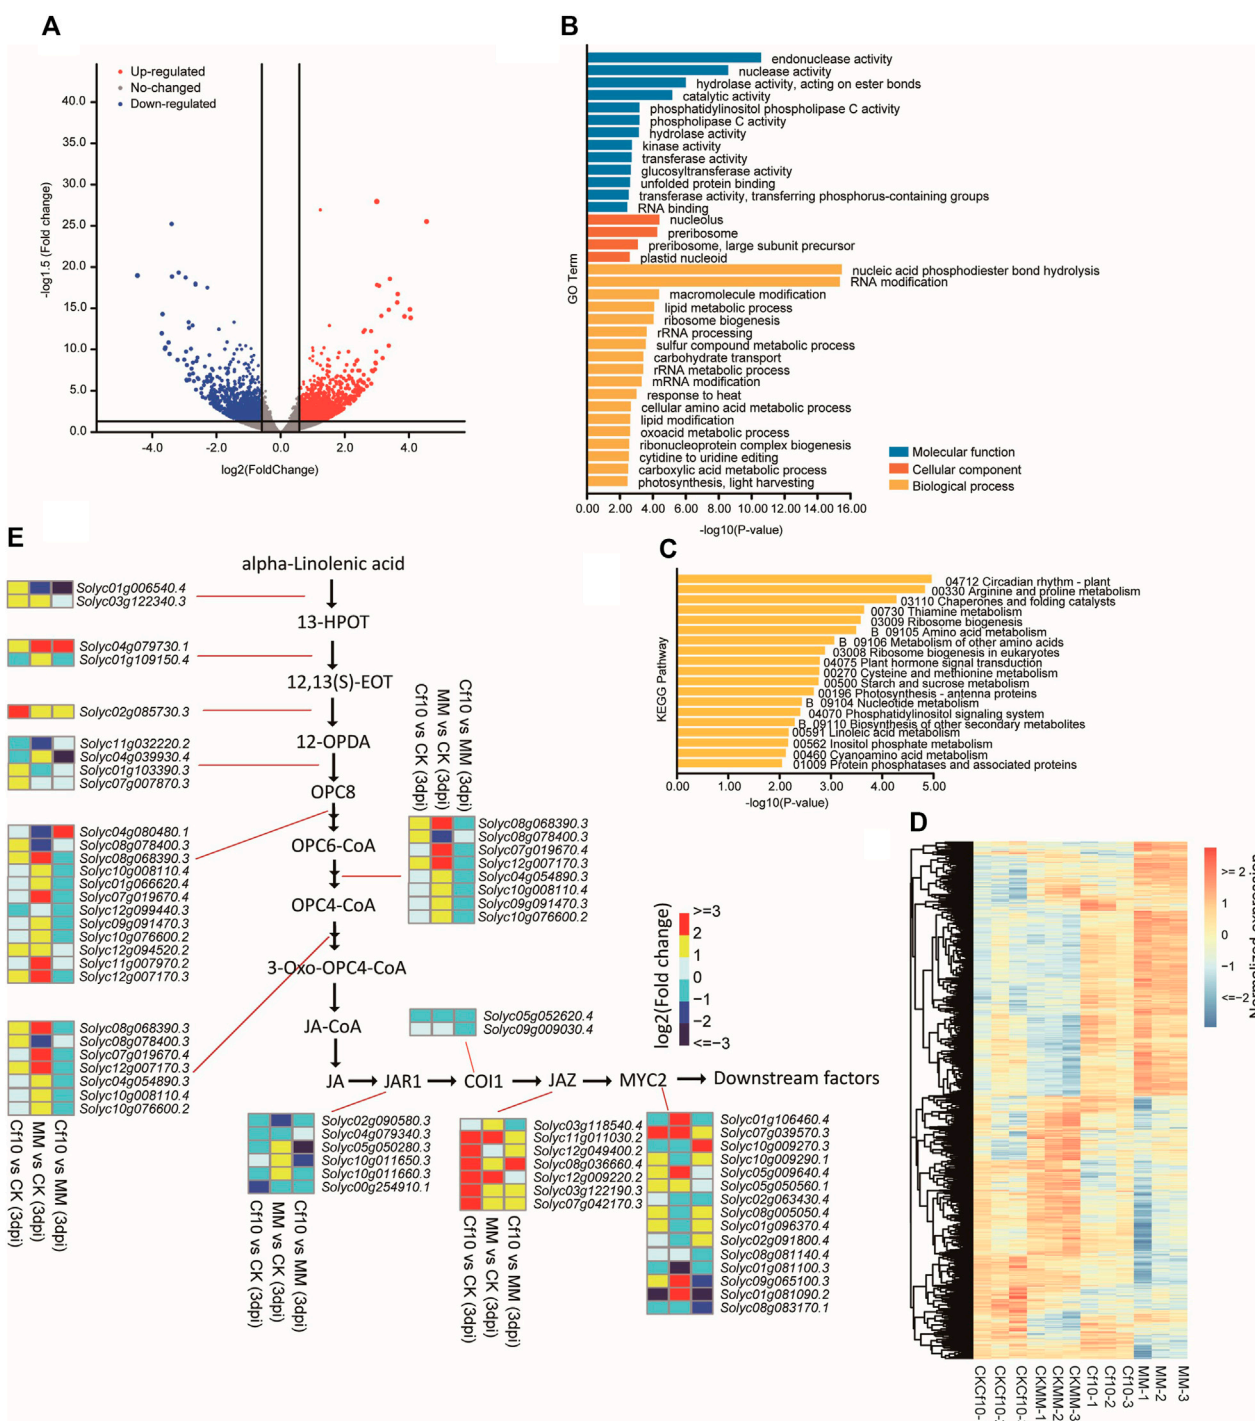 A
Up-regulated
No-changed
Down-regulated
40.0
35.0
30.0
25.0
20.0
15.0
10.0
5.0
0.0
-log1.5 (Fold change)
-4.0
-2.0
0.0
2.0
log2(FoldChange)
B
endonuclease activity
nuclease activity
hydrolase activity, acting on ester bonds
catalytic activity
phosphatidylinositol phospholipase C activity
phospholipase C activity
hydrolase activity
kinase activity
transferase activity
glucosyltransferase activity
unfolded protein binding
transferase activity, transferring phosphorus-containing groups
RNA binding
nucleolus
preribosome
preribosome, large subunit precursor
plastid nucleoid
nucleic acid phosphodiester bond hydrolysis
RNA modification
macromolecule modification
lipid metabolic process
ribosome biogenesis
rRNA processing
sulfur compound metabolic process
carbohydrate transport
rRNA metabolic process
mRNA modification
response to heat
cellular amino acid metabolic process
lipid modification
oxoacid metabolic process
ribonucleoprotein complex biogenesis
cytidine to uridine editing
carboxylic acid metabolic process
photosynthesis, light harvesting
GO Term
Molecular function
Cellular component
Biological process
0.00 2.00 4.00 6.00 8.00 10.00 12.00 14.00 16.00
-log10(P-value)
C
04712 Circadian rhythm - plant
00330 Arginine and proline metabolism
03110 Chaperones and folding catalysts
00730 Thiamine metabolism
03009 Ribosome biogenesis
B 09105 Amino acid metabolism
B 09106 Metabolism of other amino acids
03008 Ribosome biogenesis in eukaryotes
04075 Plant hormone signal transduction
00270 Cysteine and methionine metabolism
00500 Starch and sucrose metabolism
00196 Photosynthesis - antenna proteins
B 09104 Nucleotide metabolism
04070 Phosphatidylinositol signaling system
B 09110 Biosynthesis of other secondary metabolites
00591 Linoleic acid metabolism
00562 Inositol phosphate metabolism
00460 Cyanoamino acid metabolism
01009 Protein phosphatases and associated proteins
KEGG Pathway
0.00 1.00 2.00 3.00 4.00 5.00
-log10(P-value)
D
>= 2
1
0
−1
<=−2
Normalized expression
CKCf10-
CKCf10-
CKCf10-
CKMM-1
CKMM-2
CKMM-3
Cf10-1
Cf10-2
Cf10-3
MM-1
MM-2
MM-3
E
alpha-Linolenic acid
13-HPOT
12,13(S)-EOT
12-OPDA
OPC8
OPC6-CoA
OPC4-CoA
3-Oxo-OPC4-CoA
JA-CoA
JA
JAR1
COI1
JAZ
MYC2
Downstream factors
Solyc01g006540.4
Solyc03g122340.3
Solyc04g079730.1
Solyc01g109150.4
Solyc02g085730.3
Solyc11g032220.2
Solyc04g039930.4
Solyc01g103390.3
Solyc07g007870.3
Solyc04g080480.1
Solyc08g078400.3
Solyc08g068390.3
Solyc10g008110.4
Solyc01g066620.4
Solyc07g019670.4
Solyc12g099440.3
Solyc09g091470.3
Solyc10g076600.2
Solyc12g094520.2
Solyc11g007970.2
Solyc12g007170.3
Solyc08g068390.3
Solyc08g078400.3
Solyc07g019670.4
Solyc12g007170.3
Solyc04g054890.3
Solyc10g008110.4
Solyc10g076600.2
Cf10 vs CK (3dpi)
MM vs CK (3dpi)
Cf10 vs MM (3dpi)
Cf10 vs CK (3dpi)
MM vs CK (3dpi)
Cf10 vs MM (3dpi)
Solyc08g068390.3
Solyc08g078400.3
Solyc07g019670.4
Solyc12g007170.3
Solyc04g054890.3
Solyc10g008110.4
Solyc09g091470.3
Solyc10g076600.2
Solyc05g052620.4
Solyc09g009030.4
log2(Fold change)
>=3
2
1
0
−1
−2
<=−3
Solyc02g090580.3
Solyc04g079340.3
Solyc05g050280.3
Solyc10g011650.3
Solyc10g011660.3
Solyc00g254910.1
Cf10 vs CK (3dpi)
MM vs CK (3dpi)
Cf10 vs MM (3dpi)
Solyc03g118540.4
Solyc11g011030.2
Solyc12g049400.2
Solyc08g036660.4
Solyc12g009220.2
Solyc03g122190.3
Solyc07g042170.3
Cf10 vs CK (3dpi)
MM vs CK (3dpi)
Cf10 vs MM (3dpi)
Solyc01g106460.4
Solyc07g039570.3
Solyc10g009270.3
Solyc10g009290.1
Solyc05g009640.4
Solyc05g050560.1
Solyc02g063430.4
Solyc08g005050.4
Solyc01g096370.4
Solyc02g091800.4
Solyc08g081140.4
Solyc01g081100.3
Solyc09g065100.3
Solyc01g081090.2
Solyc08g083170.1